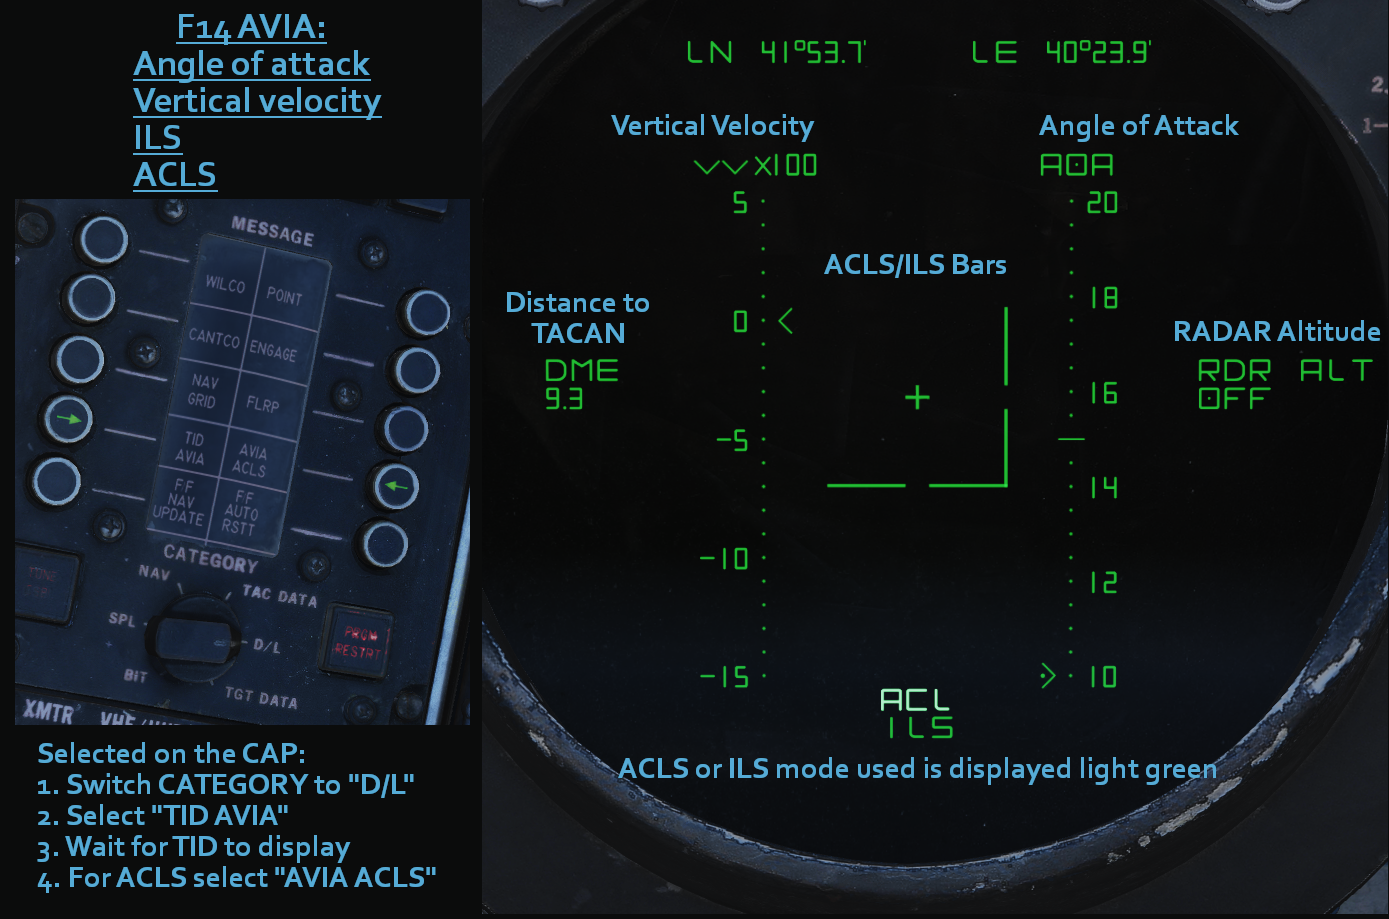 F14 AVIA:
Angle of attack
Vertical velocity
ILS
ACLS
MESSAGE
WILCO
POINT
CANTCO
ENGAGE
NAV
GRID
FLRP
TID
AVIA
AVIA
ACLS
F/F
NAV
UPDATE
F/F
AUTO
RSTT
CATEGORY
NAV
TAC DATA
SPL
D/L
BIT
TGT DATA
PRGM
RESTRT
XMTR
Selected on the CAP:
1. Switch CATEGORY to "D/L"
2. Select "TID AVIA"
3. Wait for TID to display
4. For ACLS select "AVIA ACLS"
LN 41°53.7' LE 40°23.9'
Vertical Velocity
Angle of Attack
VV X100
AOA
5
0
-5
-10
-15
ACLS/ILS Bars
Distance to
TACAN
DME
9.3
20
18
16
14
12
10
RADAR Altitude
RDR ALT
OFF
ACL
ILS
ACLS or ILS mode used is displayed light green
2.
1-